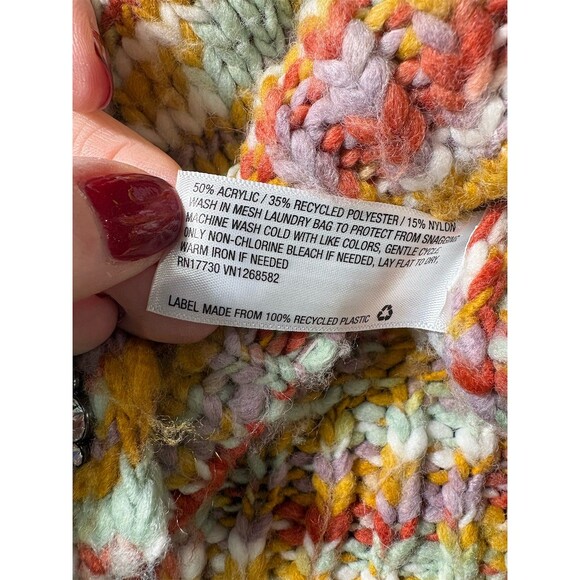 50% ACRYLIC / 35% RECYCLED POLYESTER / 15% NYLON
WASH IN MESH LAUNDRY BAG TO PROTECT FROM SNAGGING
MACHINE WASH COLD WITH LIKE COLORS, GENTLE CYCLE,
ONLY NON-CHLORINE BLEACH IF NEEDED, LAY FLAT TO DRY,
WARM IRON IF NEEDED
RN17730 VN1268582
LABEL MADE FROM 100% RECYCLED PLASTIC